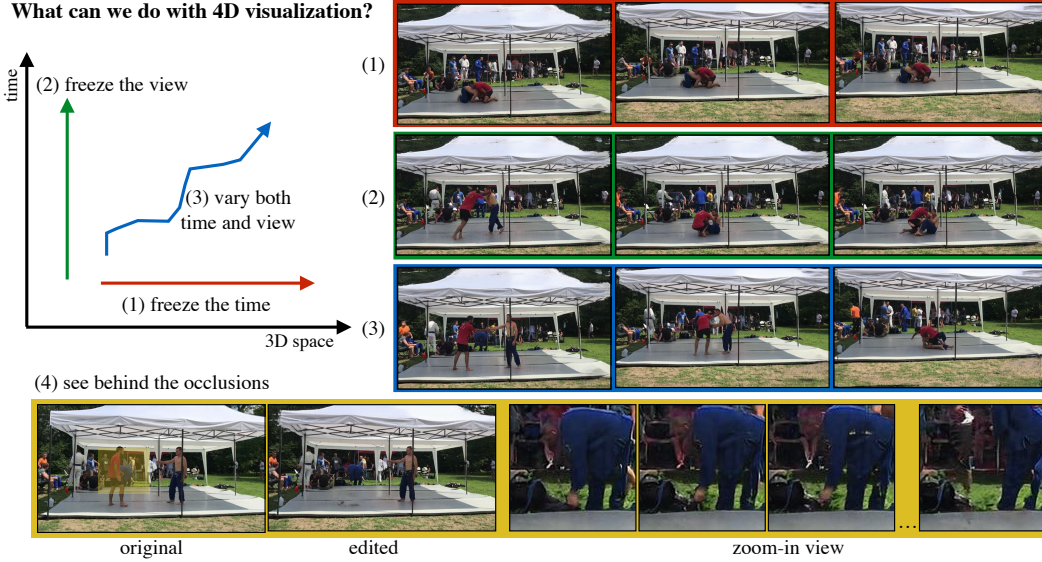 What can we do with 4D visualization?
time
(2) freeze the view
(3) vary both
time and view
(1) freeze the time
3D space
(1)
(2)
(3)
(4) see behind the occlusions
...
original
edited
zoom-in view